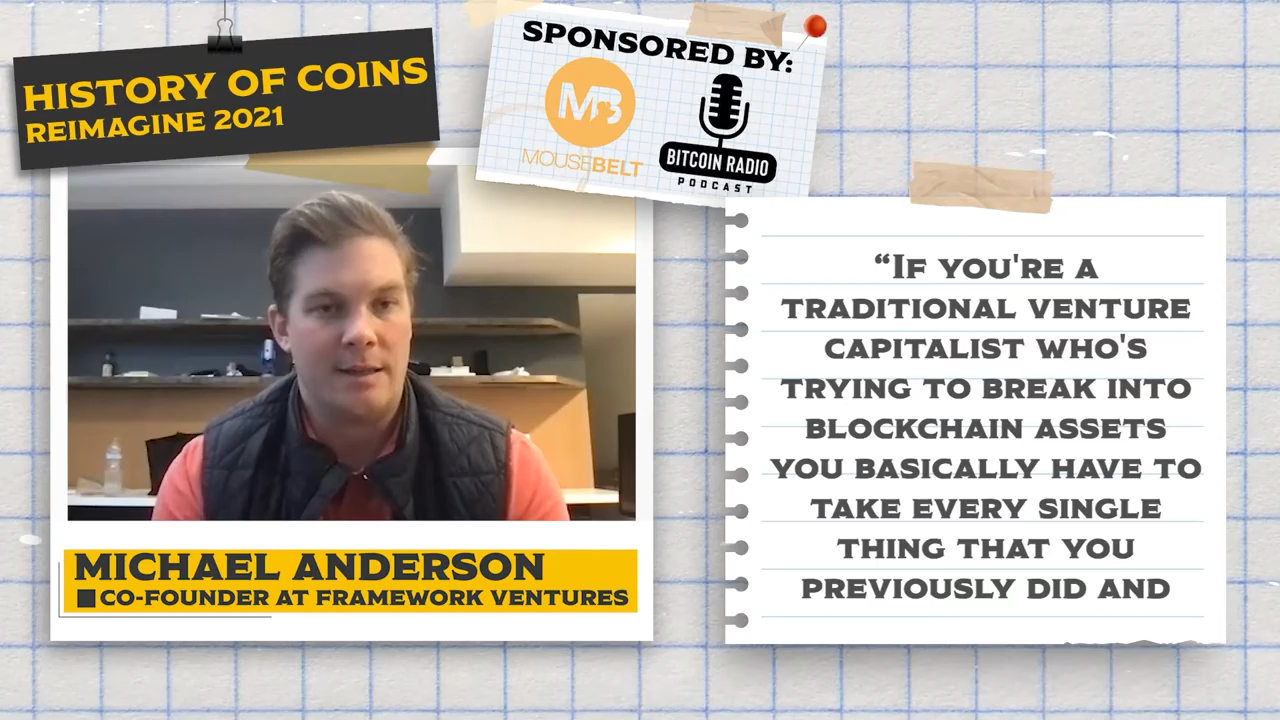 HISTORY OF COINS
REIMAGINE 2021
SPONSORED BY:
MB
MOUSEBELT
BITCOIN RADIO
PODCAST
MICHAEL ANDERSON
CO-FOUNDER AT FRAMEWORK VENTURES
“IF YOU'RE A
TRADITIONAL VENTURE
CAPITALIST WHO'S
TRYING TO BREAK INTO
BLOCKCHAIN ASSETS
YOU BASICALLY HAVE TO
TAKE EVERY SINGLE
THING THAT YOU
PREVIOUSLY DID AND